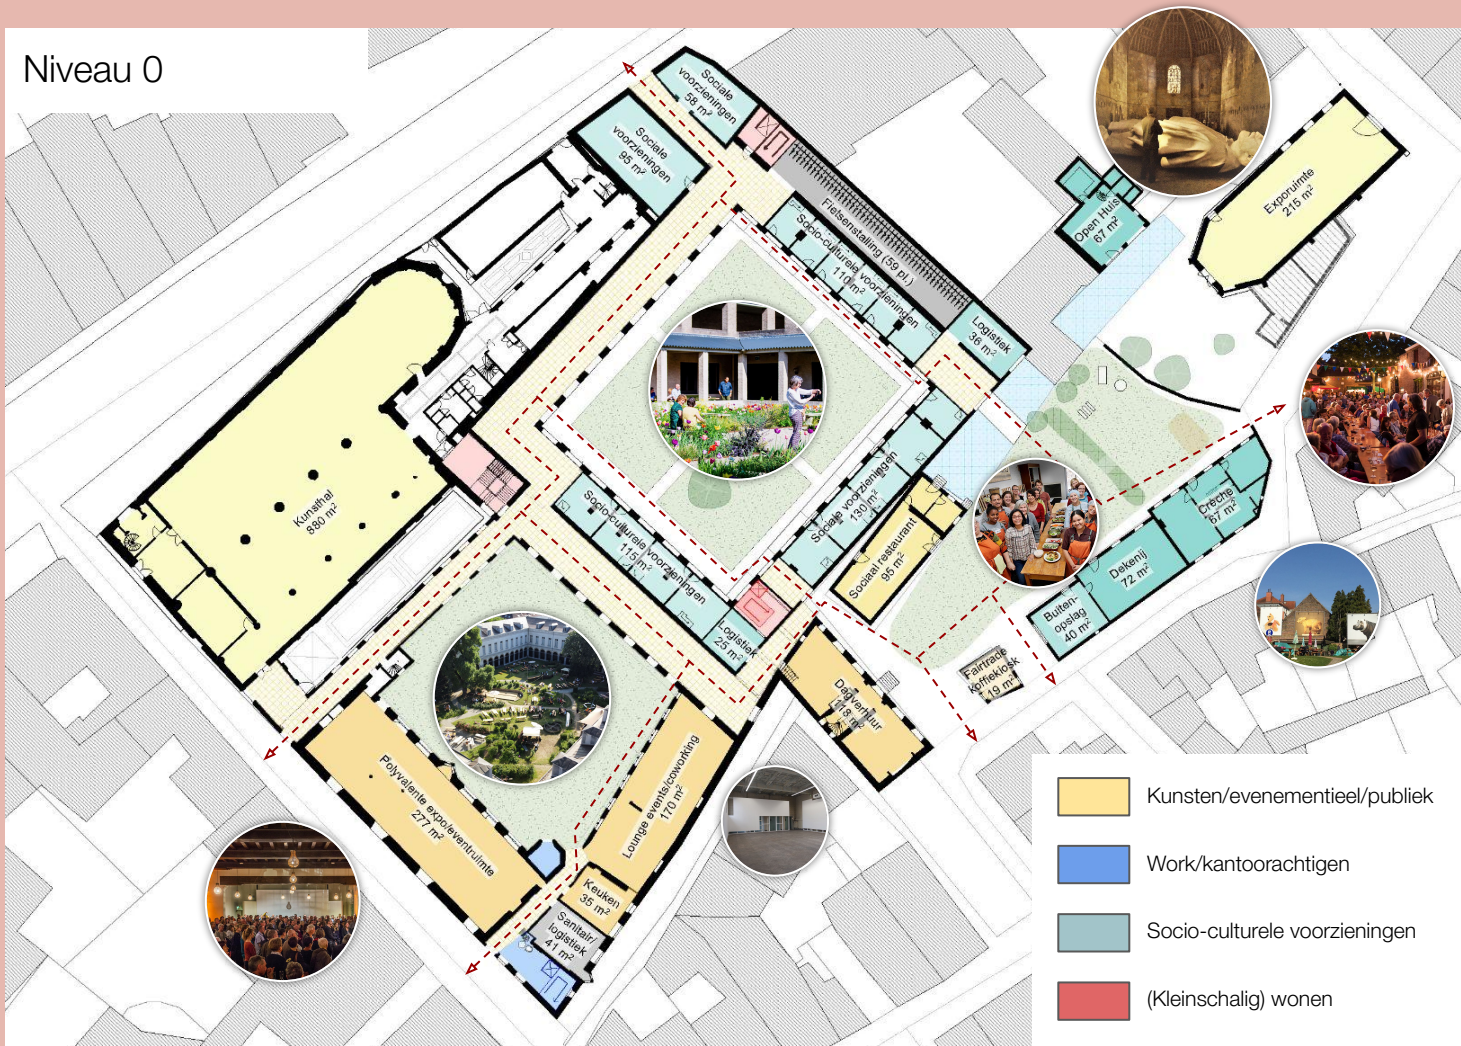 Niveau 0
Sociale
voorzieningen
58 m²
Sociale
voorzieningen
95 m²
Fietsenstalling (59 pl.)
Socio-culturele voorzieningen
110 m²
Logistiek
36 m²
Open Huis
67 m²
Exporuimte
215 m²
Kunsthal
880 m²
Socio-culturele voorzieningen
115 m²
Logistiek
25 m²
Sociale voorzieningen
130 m²
Sociaal restaurant
95 m²
Crèche
67 m²
Dekenij
72 m²
Buiten-
opslag
40 m²
Fairtrade
koffiekiosk
19 m²
Dagverhuur
118 m²
Polyvalente expo/eventruimte
277 m²
Lounge events/coworking
170 m²
Keuken
35 m²
Sanitair/
logistiek
41 m²
Kunsten/evenementieel/publiek
Work/kantoorachtigen
Socio-culturele voorzieningen
(Kleinschalig) wonen